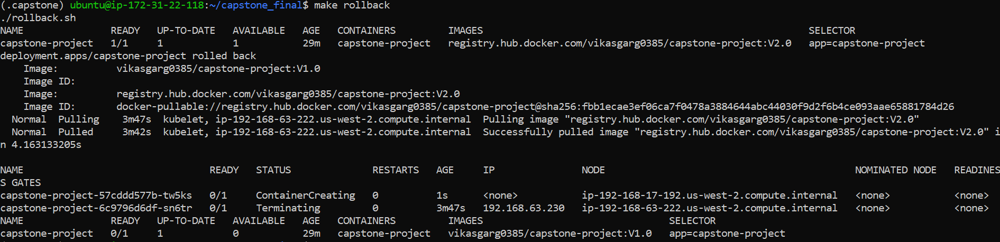 (.capstone) ubuntu@ip-172-31-22-118:~/capstone_final$ make rollback
./rollback.sh
NAME READY UP-TO-DATE AVAILABLE AGE CONTAINERS IMAGES SELECTOR
capstone-project 1/1 1 1 29m capstone-project registry.hub.docker.com/vikasgarg0385/capstone-project:V2.0 app=capstone-project
deployment.apps/capstone-project rolled back
Image: vikasgarg0385/capstone-project:V1.0
Image ID:
Image: registry.hub.docker.com/vikasgarg0385/capstone-project:V2.0
Image ID: docker-pullable://registry.hub.docker.com/vikasgarg0385/capstone-project@sha256:fbb1ecae3ef06ca7f0478a3884644abc44030f9d2f6b4ce093aae65881784d26
Normal Pulling 3m47s kubelet, ip-192-168-63-222.us-west-2.compute.internal Pulling image "registry.hub.docker.com/vikasgarg0385/capstone-project:V2.0"
Normal Pulled 3m42s kubelet, ip-192-168-63-222.us-west-2.compute.internal Successfully pulled image "registry.hub.docker.com/vikasgarg0385/capstone-project:V2.0" i
n 4.163133205s
NAME READY STATUS RESTARTS AGE IP NODE NOMINATED NODE READINES
S GATES
capstone-project-57cddd577b-tw5ks 0/1 ContainerCreating 0 1s <none> ip-192-168-17-192.us-west-2.compute.internal <none> <none>
capstone-project-6c9796d6df-sn6tr 0/1 Terminating 0 3m47s 192.168.63.230 ip-192-168-63-222.us-west-2.compute.internal <none> <none>
NAME READY UP-TO-DATE AVAILABLE AGE CONTAINERS IMAGES SELECTOR
capstone-project 0/1 1 0 29m capstone-project vikasgarg0385/capstone-project:V1.0 app=capstone-project